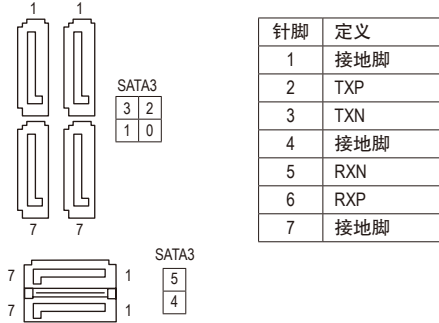 1 1
SATA3
3 2
1 0
7 7
SATA3
7 1
5
7 1
4
针脚 定义
1 接地脚
2 TXP
3 TXN
4 接地脚
5 RXN
6 RXP
7 接地脚